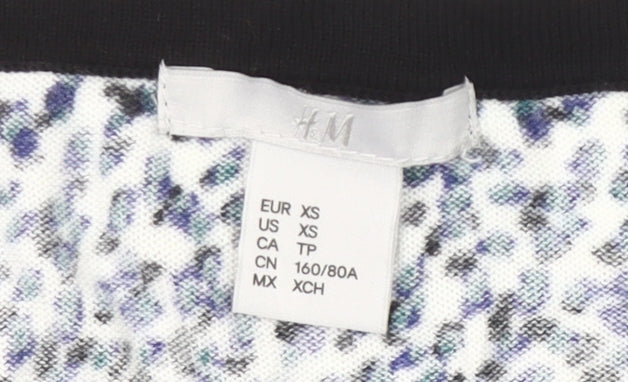 H&M
EUR XS
US XS
CA TP
CN 160/80A
MX XCH